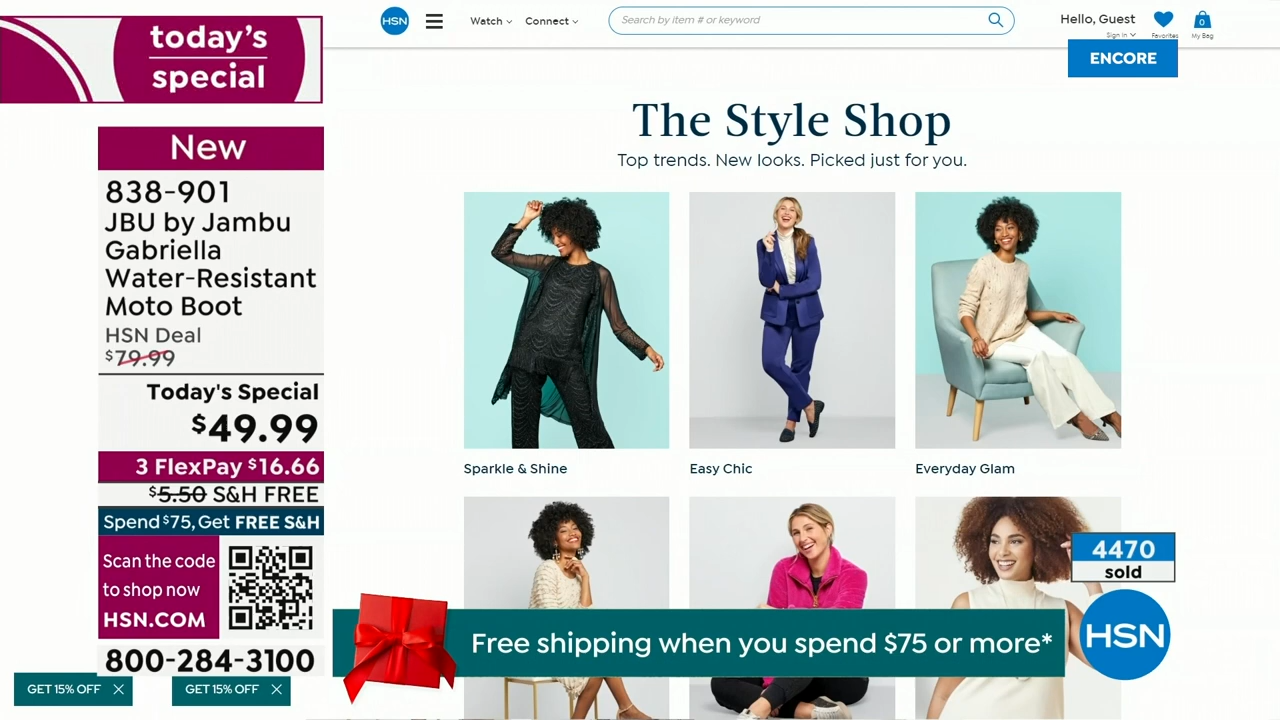 today's
special
New
838-901
JBU by Jambu
Gabriella
Water-Resistant
Moto Boot
HSN Deal
$79.99
Today's Special
$49.99
3 FlexPay $16.66
$5.50 S&H FREE
Spend $75, Get FREE S&H
Scan the code
to shop now
HSN.COM
800-284-3100
GET 15% OFF
GET 15% OFF
HSN
Watch
Connect
Search by item # or keyword
Hello, Guest
Sign In
Favorites
0
My Bag
ENCORE
The Style Shop
Top trends. New looks. Picked just for you.
Sparkle & Shine
Easy Chic
Everyday Glam
4470
sold
Free shipping when you spend $75 or more*
HSN